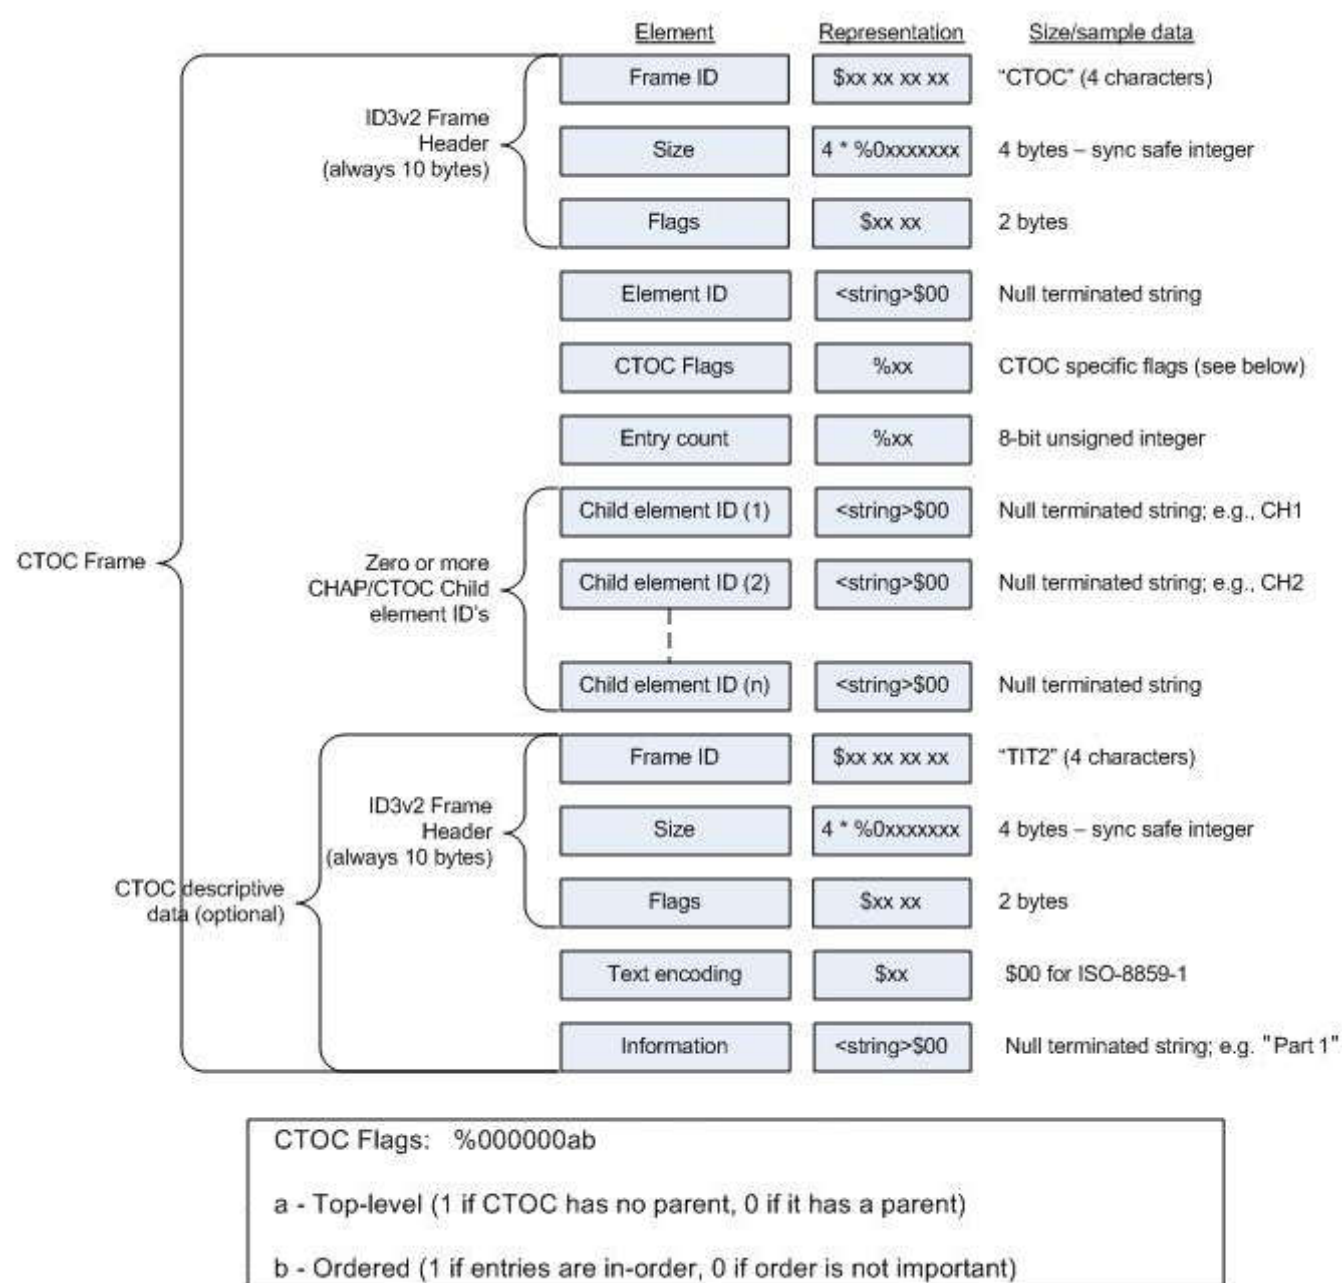 Element Representation Size/sample data
Frame ID $xx xx xx xx “CTOC” (4 characters)
ID3v2 Frame
Header
(always 10 bytes)
Size 4 * %0xxxxxxx 4 bytes – sync safe integer
Flags $xx xx 2 bytes
Element ID <string>$00 Null terminated string
CTOC Flags %xx CTOC specific flags (see below)
Entry count %xx 8-bit unsigned integer
CTOC Frame
Zero or more
CHAP/CTOC Child
element ID's
Child element ID (1) <string>$00 Null terminated string; e.g., CH1
Child element ID (2) <string>$00 Null terminated string; e.g., CH2
Child element ID (n) <string>$00 Null terminated string
CTOC descriptive
data (optional)
Frame ID $xx xx xx xx “TIT2” (4 characters)
ID3v2 Frame
Header
(always 10 bytes)
Size 4 * %0xxxxxxx 4 bytes – sync safe integer
Flags $xx xx 2 bytes
Text encoding $xx $00 for ISO-8859-1
Information <string>$00 Null terminated string; e.g. "Part 1"
CTOC Flags: %000000ab
a - Top-level (1 if CTOC has no parent, 0 if it has a parent)
b - Ordered (1 if entries are in-order, 0 if order is not important)